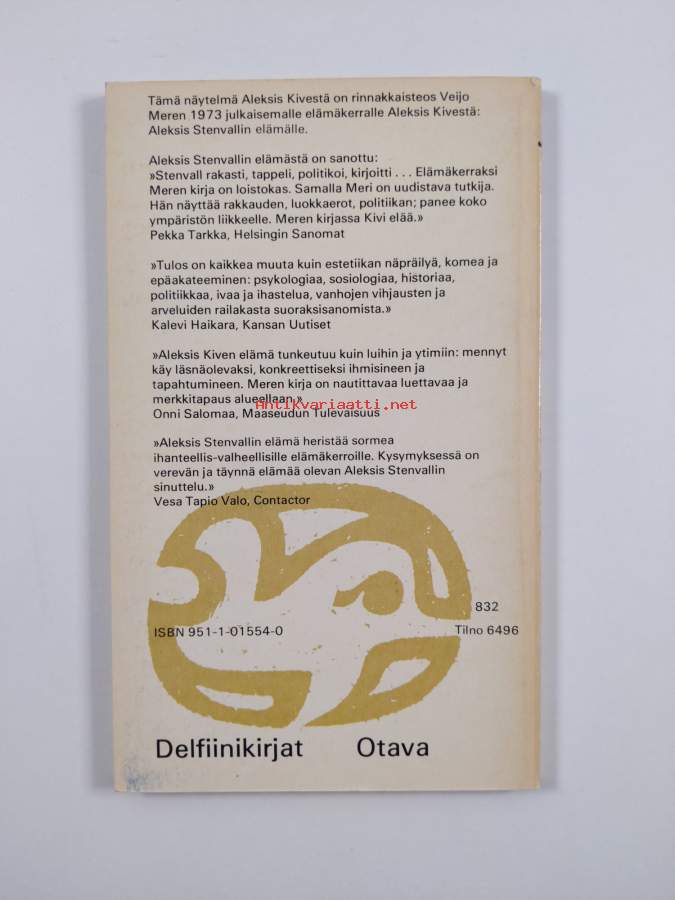 Tämä näytelmä Aleksis Kivestä on rinnakkaisteos Veijo
Meren 1973 julkaisemalle elämäkerralle Aleksis Kivestä:
Aleksis Stenvallin elämälle.
Aleksis Stenvallin elämästä on sanottu:
»Stenvall rakasti, tappeli, politikoi, kirjoitti . . . Elämäkerraksi
Meren kirja on loistokas. Samalla Meri on uudistava tutkija.
Hän näyttää rakkauden, luokkaerot, politiikan; panee koko
ympäristön liikkeelle. Meren kirjassa Kivi elää.»
Pekka Tarkka, Helsingin Sanomat
»Tulos on kaikkea muuta kuin estetiikan näpräilyä, komea ja
epäakateeminen: psykologiaa, sosiologiaa, historiaa,
politiikkaa, ivaa ja ihastelua, vanhojen vihjausten ja
arveluiden railakasta suoraksisanomista.»
Kalevi Haikara, Kansan Uutiset
»Aleksis Kiven elämä tunkeutuu kuin luihin ja ytimiin: mennyt
käy läsnäolevaksi, konkreettiseksi ihmisineen ja
tapahtumineen. Meren kirja on nautittavaa luettavaa ja
merkkitapaus alueellaan.»
Antikvariaatti.net
Onni Salomaa, Maaseudun Tulevaisuus
»Aleksis Stenvallin elämä heristää sormea
ihanteellis-valheellisille elämäkerroille. Kysymyksessä on
verevän ja täynnä elämää olevan Aleksis Stenvallin
sinuttelu.»
Vesa Tapio Valo, Contactor
832
ISBN 951-1-01554-0 Tilno 6496
Delfiinikirjat Otava